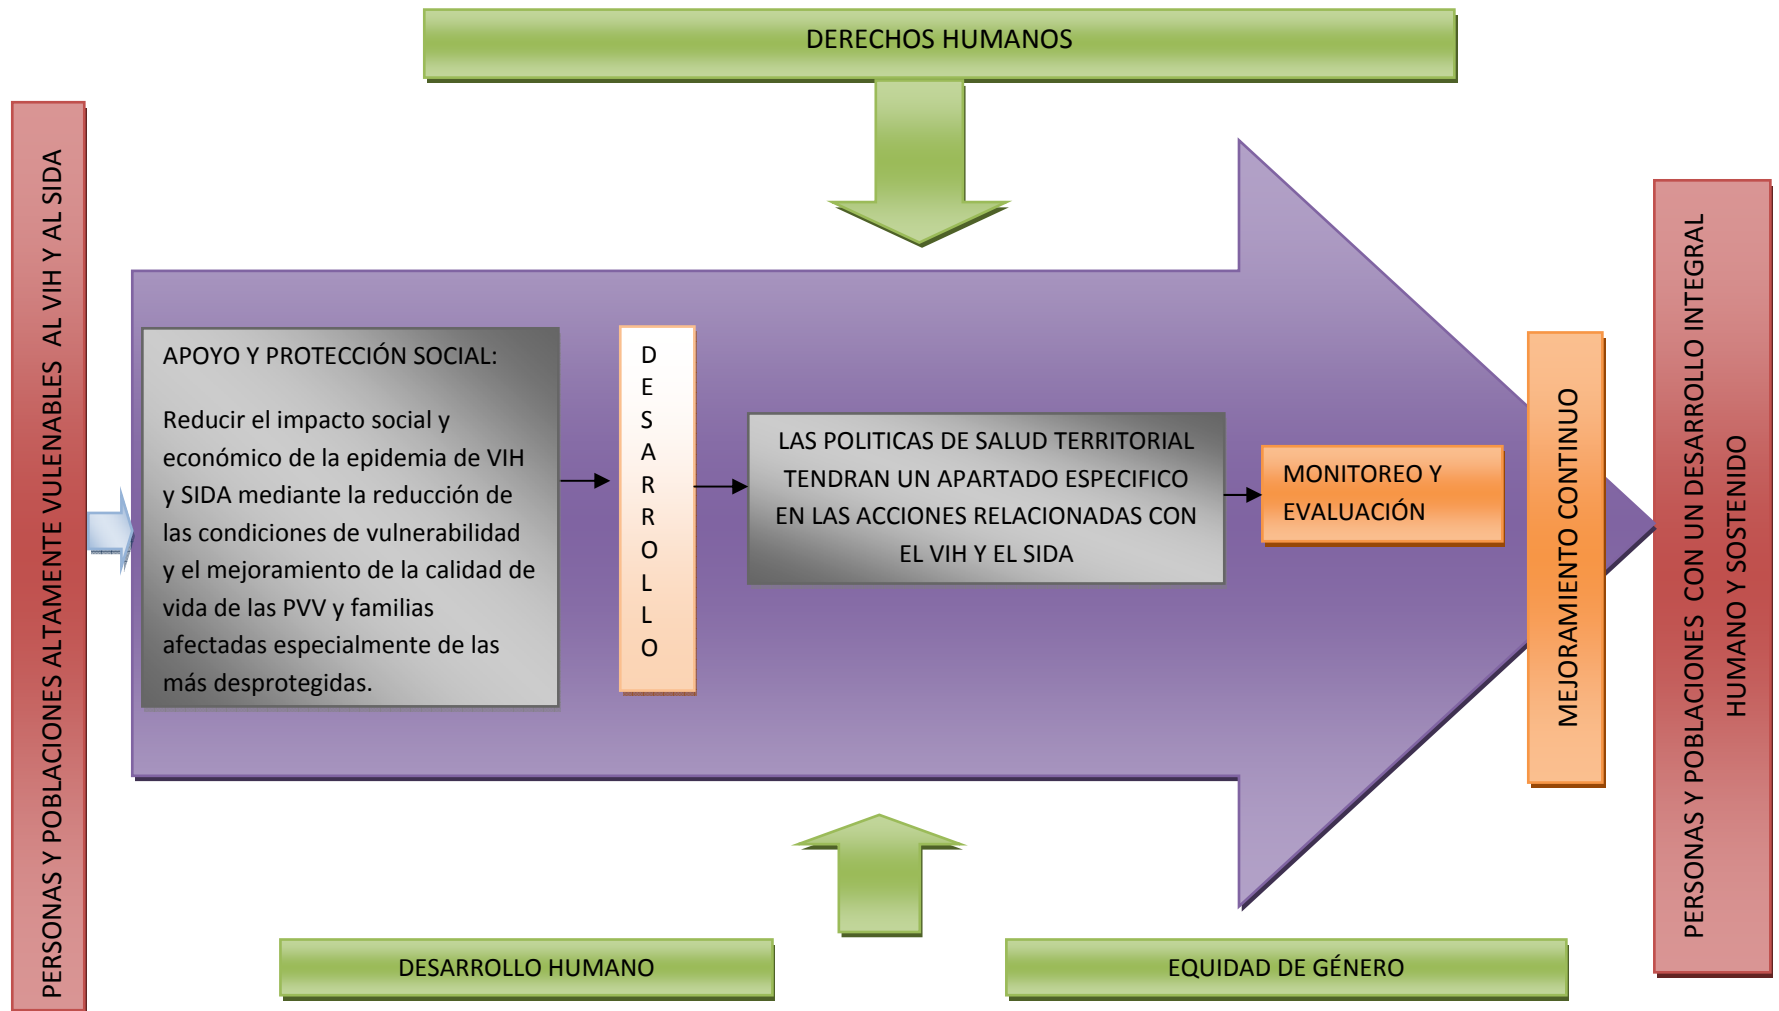 DERECHOS HUMANOS
PERSONAS Y POBLACIONES ALTAMENTE VULENABLES AL VIH Y AL SIDA
APOYO Y PROTECCIÓN SOCIAL:
Reducir el impacto social y
económico de la epidemia de VIH
y SIDA mediante la reducción de
las condiciones de vulnerabilidad
y el mejoramiento de la calidad de
vida de las PVV y familias
afectadas especialmente de las
más desprotegidas.
D
E
S
A
R
R
O
L
L
O
LAS POLITICAS DE SALUD TERRITORIAL
TENDRAN UN APARTADO ESPECIFICO
EN LAS ACCIONES RELACIONADAS CON
EL VIH Y EL SIDA
MONITOREO Y
EVALUACIÓN
MEJORAMIENTO CONTINUO
PERSONAS Y POBLACIONES CON UN DESARROLLO INTEGRAL
HUMANO Y SOSTENIDO
DESARROLLO HUMANO
EQUIDAD DE GÉNERO